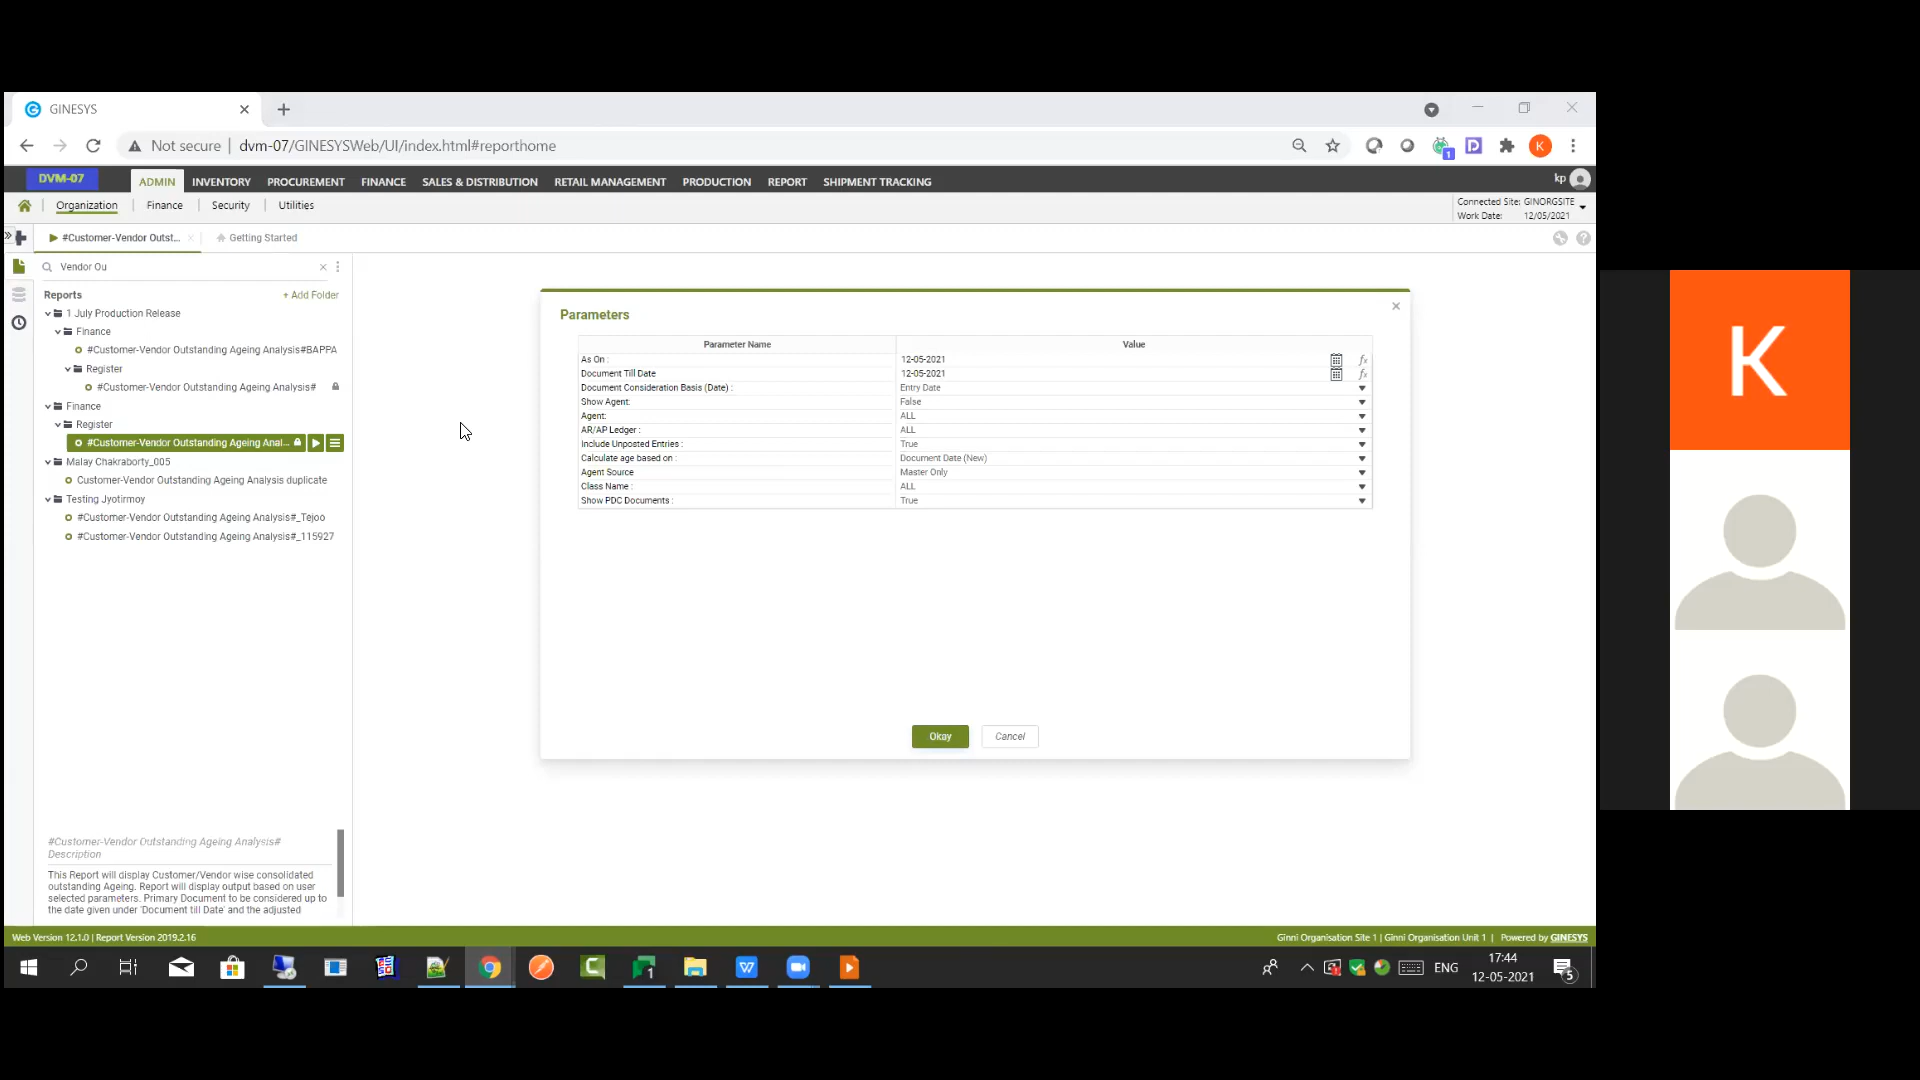 GINESYS
Not secure
dvm-07/GINESYSWeb/UI/index.html#reporthome
K
DVM-07
ADMIN INVENTORY PROCUREMENT FINANCE SALES & DISTRIBUTION RETAIL MANAGEMENT PRODUCTION REPORT SHIPMENT TRACKING
kp
Organization Finance Security Utilities
Connected Site: GINORGSITE
Work Date: 12/05/2021
#Customer-Vendor Outst...
Getting Started
Vendor Ou
Reports + Add Folder
1 July Production Release
Finance
#Customer-Vendor Outstanding Ageing Analysis#BAPPA
Register
#Customer-Vendor Outstanding Ageing Analysis#
Finance
Register
#Customer-Vendor Outstanding Ageing Anal...
Malay Chakraborty_005
Customer-Vendor Outstanding Ageing Analysis duplicate
Testing Jyotirmoy
#Customer-Vendor Outstanding Ageing Analysis#_Tejoo
#Customer-Vendor Outstanding Ageing Analysis#_115927
#Customer-Vendor Outstanding Ageing Analysis#
Description
This Report will display Customer/Vendor wise consolidated
outstanding Ageing. Report will display output based on user
selected parameters. Primary Document to be considered up to
the date given under 'Document till Date' and the adjusted
Parameters
Parameter Name Value
As On : 12-05-2021 fx
Document Till Date 12-05-2021 fx
Document Consideration Basis (Date) : Entry Date
Show Agent: False
Agent: ALL
AR/AP Ledger : ALL
Include Unposted Entries : True
Calculate age based on : Document Date (New)
Agent Source Master Only
Class Name : ALL
Show PDC Documents : True
Okay Cancel
Web Version 12.1.0 | Report Version 2019.2.16
Ginni Organisation Site 1 | Ginni Organisation Unit 1 | Powered by GINESYS
ENG
17:44
12-05-2021
5
K